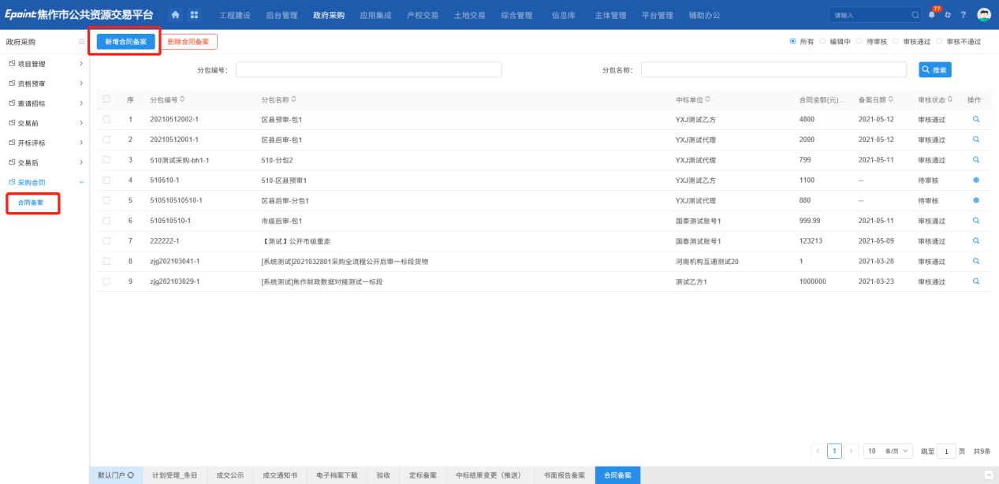 Epoint焦作市公共资源交易平台 工程建设 后台管理 政府采购 应用集成 产权交易 土地交易 综合管理 信息库 主体管理 平台管理 辅助办公 请输入 77 ?
政府采购 新增合同备案 删除合同备案 所有 编辑中 待审核 审核通过 审核不通过
项目管理
资格预审
邀请招标
交易前
开标评标
交易后
采购合同
合同备案
分包编号: 分包名称: 搜索
序 分包编号 分包名称 中标单位 合同金额(元)... 备案日期 审核状态 操作
1 20210512002-1 区县预审-包1 YXJ测试乙方 4800 2021-05-12 审核通过
2 20210512001-1 区县后审-包1 YXJ测试代理 2000 2021-05-12 审核通过
3 510测试采购-bh1-1 510-分包2 YXJ测试代理 799 2021-05-11 审核通过
4 510510-1 510-区县预审1 YXJ测试乙方 1100 -- 待审核
5 510510510510-1 区县后审-分包1 YXJ测试代理 880 -- 待审核
6 510510510-1 市级后审-包1 国泰测试账号1 999.99 2021-05-11 审核通过
7 222222-1 【测试】公开市级重走 国泰测试账号1 123213 2021-05-09 审核通过
8 zjg202103041-1 [系统测试]2021032801采购全流程公开后审一标段货物 河南机构互通测试20 1 2021-03-28 审核通过
9 zjg202103029-1 [系统测试]焦作财政数据对接测试一标段 测试乙方1 1000000 2021-03-23 审核通过
1 10 条/页 跳至 1 页 共9条
默认门户 计划受理_条目 成交公示 成交通知书 电子档案下载 验收 定标备案 中标结果变更（推送） 书面报告备案 合同备案